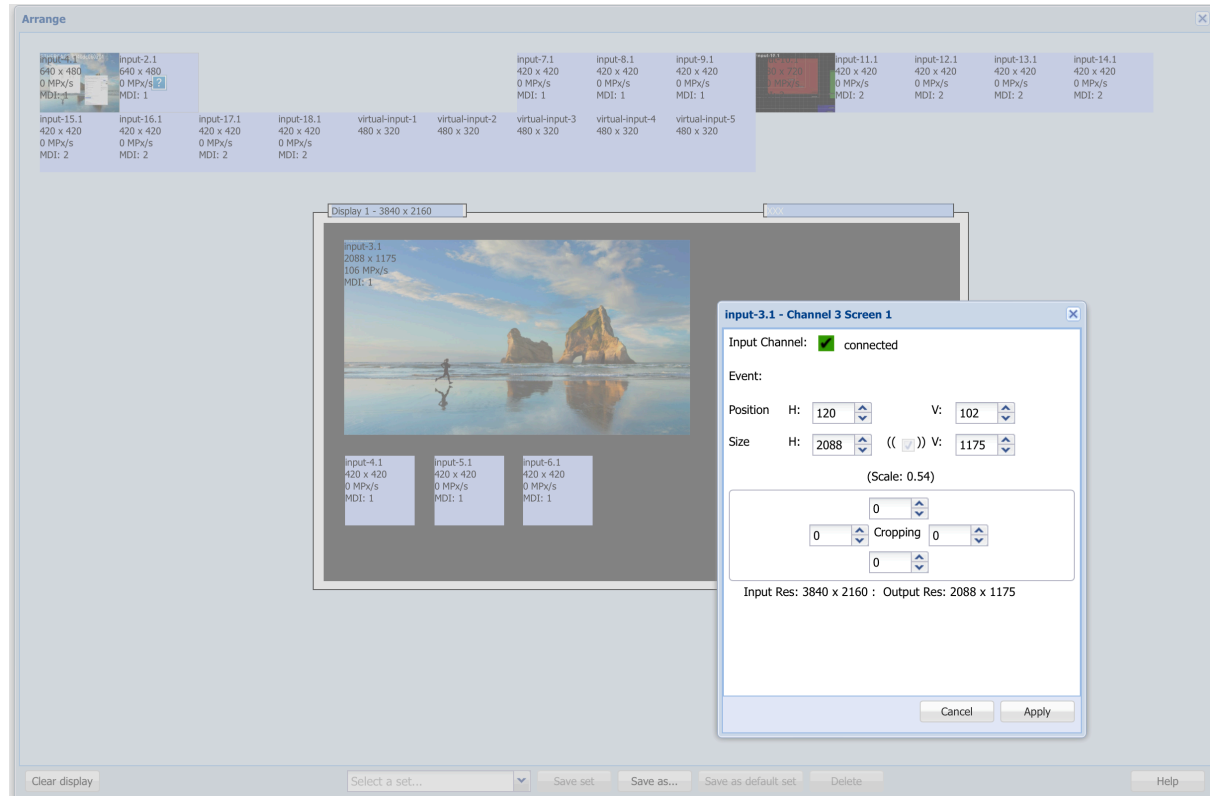 Arrange
input-4.1
640 x 480
0 MPx/s
MDI: 1
input-2.1
640 x 480
0 MPx/s ?
MDI: 1
input-7.1
420 x 420
0 MPx/s
MDI: 1
input-8.1
420 x 420
0 MPx/s
MDI: 1
input-9.1
420 x 420
0 MPx/s
MDI: 1
input-11.1
420 x 420
0 MPx/s
MDI: 2
input-12.1
420 x 420
0 MPx/s
MDI: 2
input-13.1
420 x 420
0 MPx/s
MDI: 2
input-14.1
420 x 420
0 MPx/s
MDI: 2
input-15.1
420 x 420
0 MPx/s
MDI: 2
input-16.1
420 x 420
0 MPx/s
MDI: 2
input-17.1
420 x 420
0 MPx/s
MDI: 2
input-18.1
420 x 420
0 MPx/s
MDI: 2
virtual-input-1
480 x 320
virtual-input-2
480 x 320
virtual-input-3
480 x 320
virtual-input-4
480 x 320
virtual-input-5
480 x 320
Display 1 - 3840 x 2160
input-3.1
2088 x 1175
106 MPx/s
MDI: 1
input-4.1
420 x 420
0 MPx/s
MDI: 1
input-5.1
420 x 420
0 MPx/s
MDI: 1
input-6.1
420 x 420
0 MPx/s
MDI: 1
input-3.1 - Channel 3 Screen 1
Input Channel: connected
Event:
Position H: 120 V: 102
Size H: 2088 (( )) V: 1175
(Scale: 0.54)
0
0 Cropping 0
0
Input Res: 3840 x 2160 : Output Res: 2088 x 1175
Cancel Apply
Clear display Select a set... Save set Save as... Save as default set Delete Help